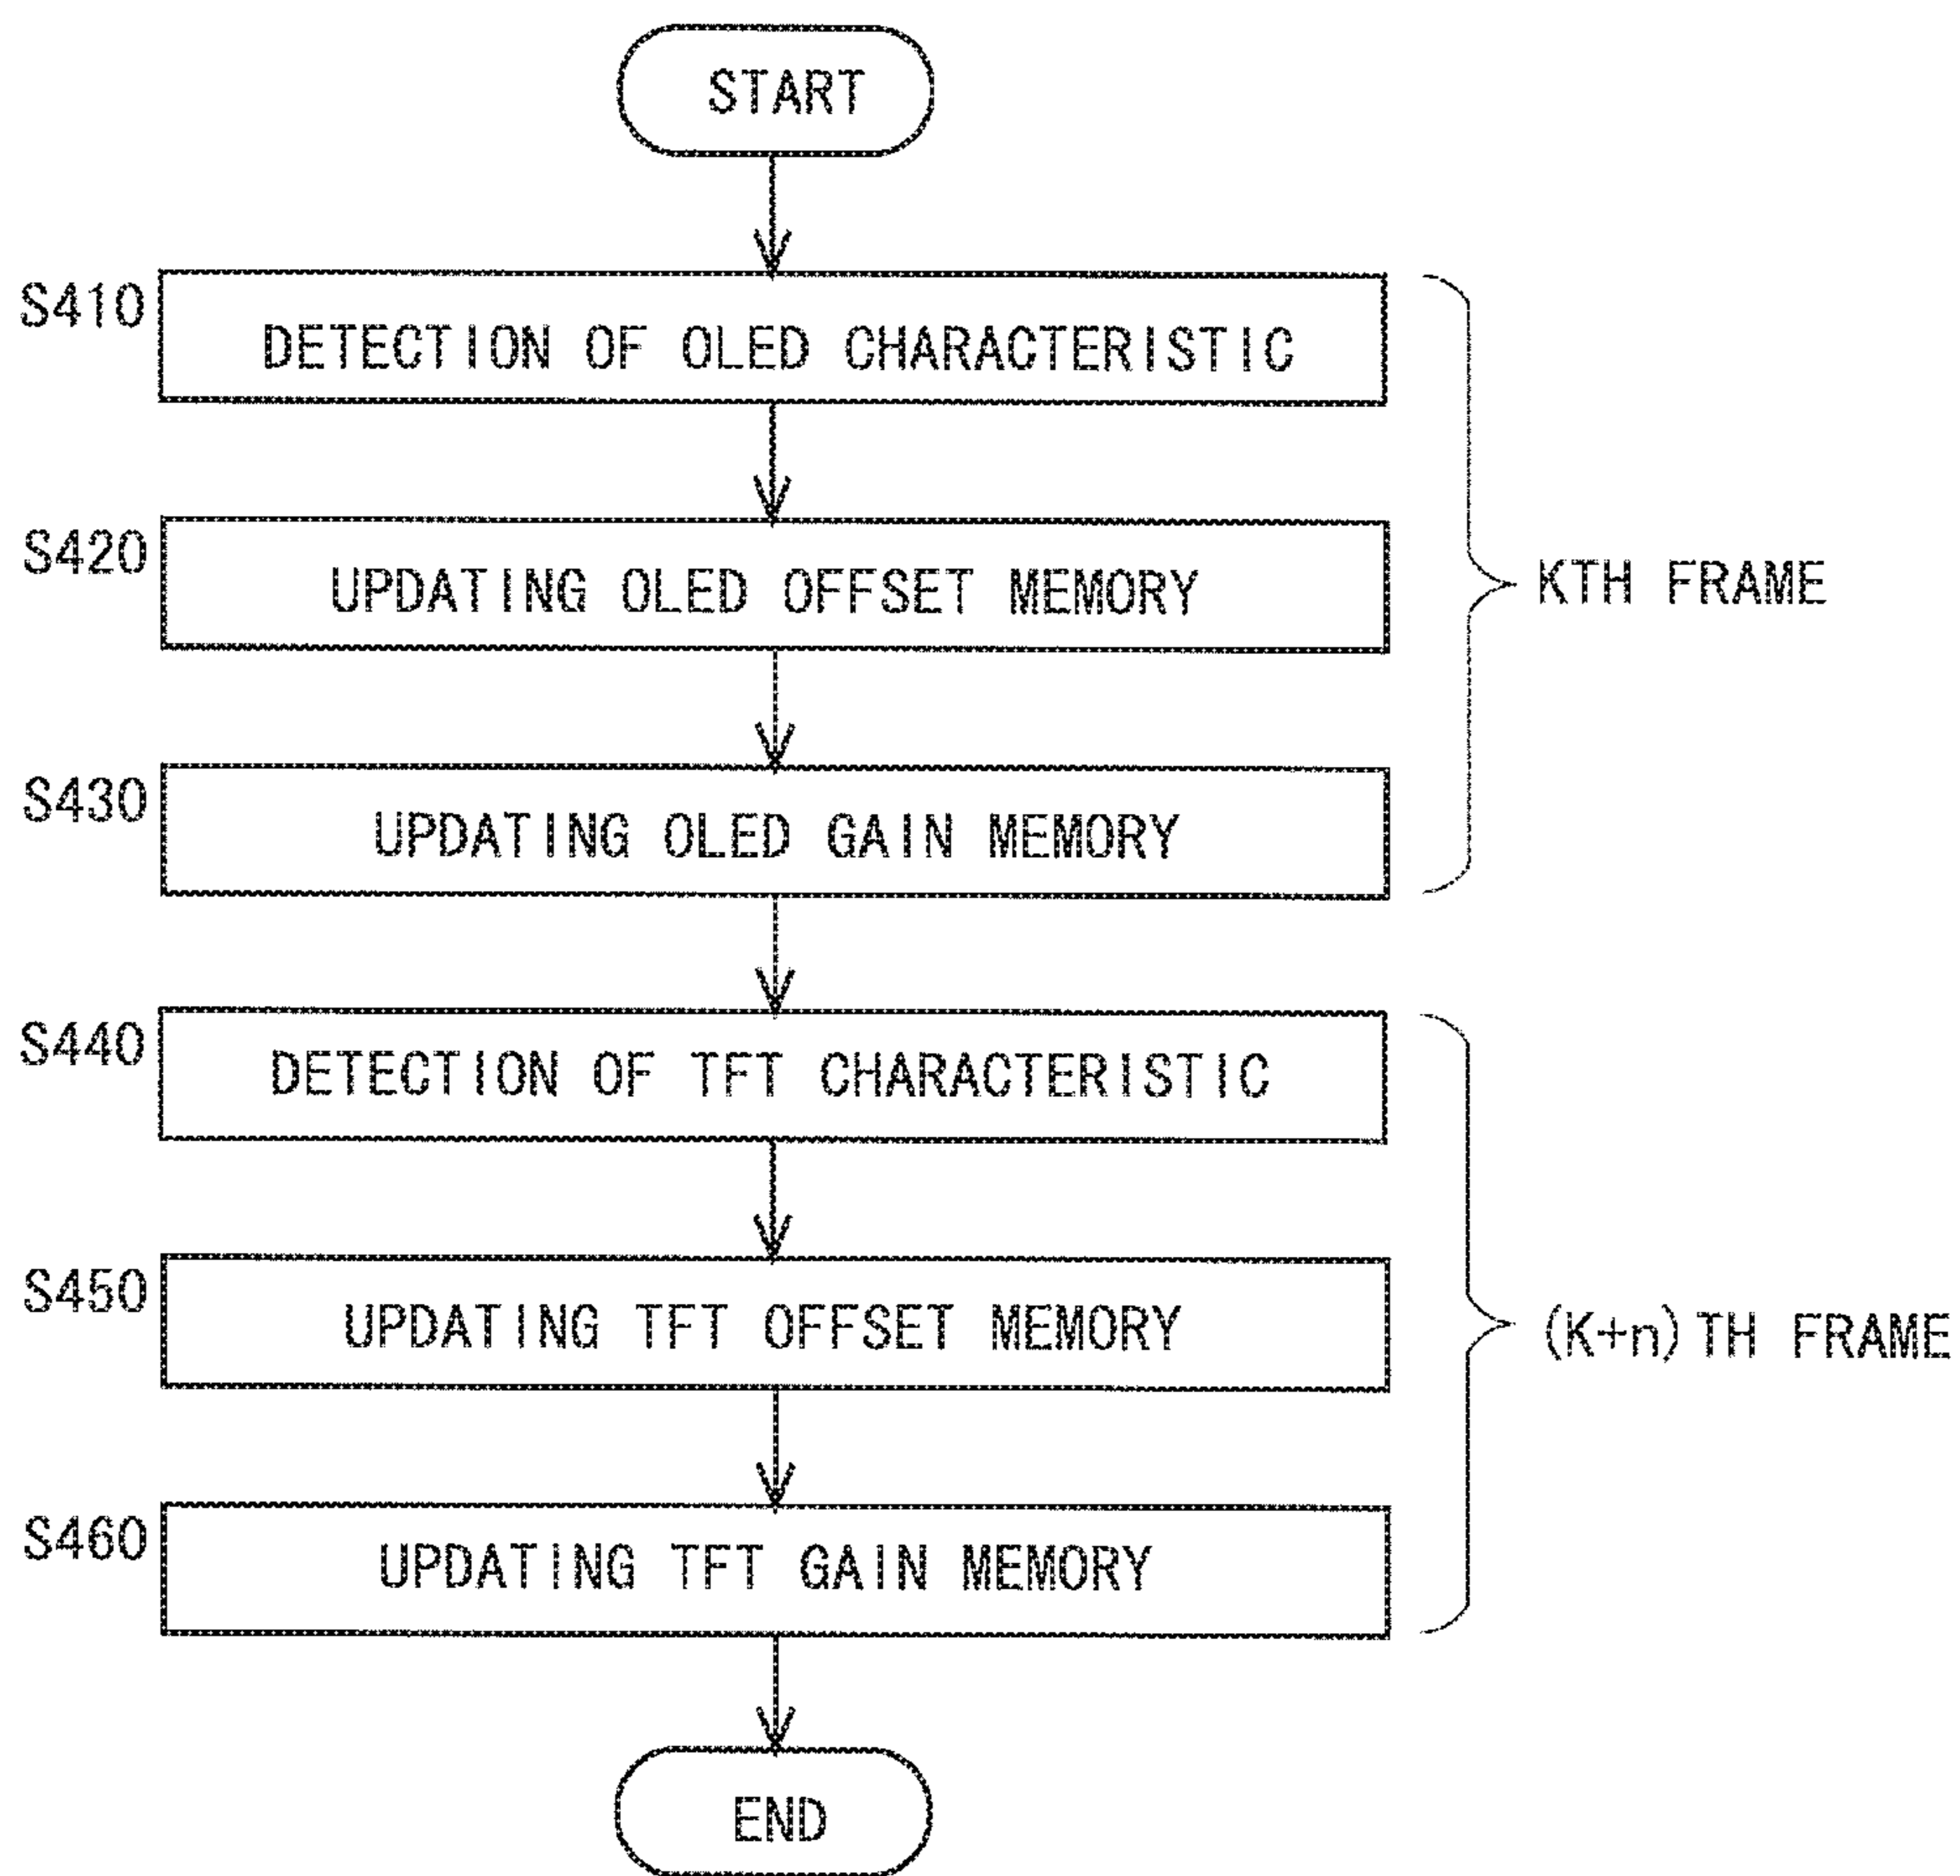 START
S410
DETECTION OF OLED CHARACTERISTIC
S420
UPDATING OLED OFFSET MEMORY
KTH FRAME
S430
UPDATING OLED GAIN MEMORY
S440
DETECTION OF TFT CHARACTERISTIC
S450
UPDATING TFT OFFSET MEMORY
(K+n)TH FRAME
S460
UPDATING TFT GAIN MEMORY
END